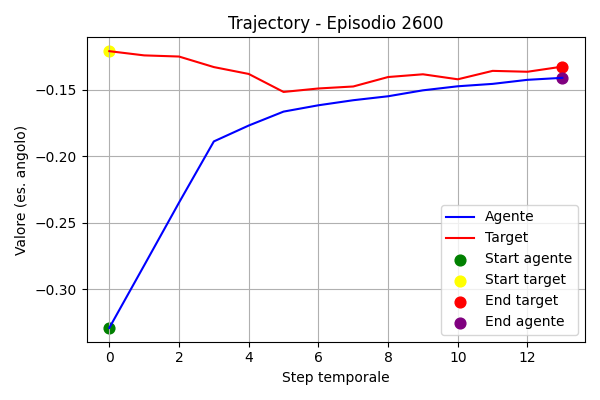 Trajectory - Episodio 2600
Valore (es. angolo)
−0.15
−0.20
−0.25
−0.30
0 2 4 6 8 10 12
Step temporale
Agente
Target
Start agente
Start target
End target
End agente